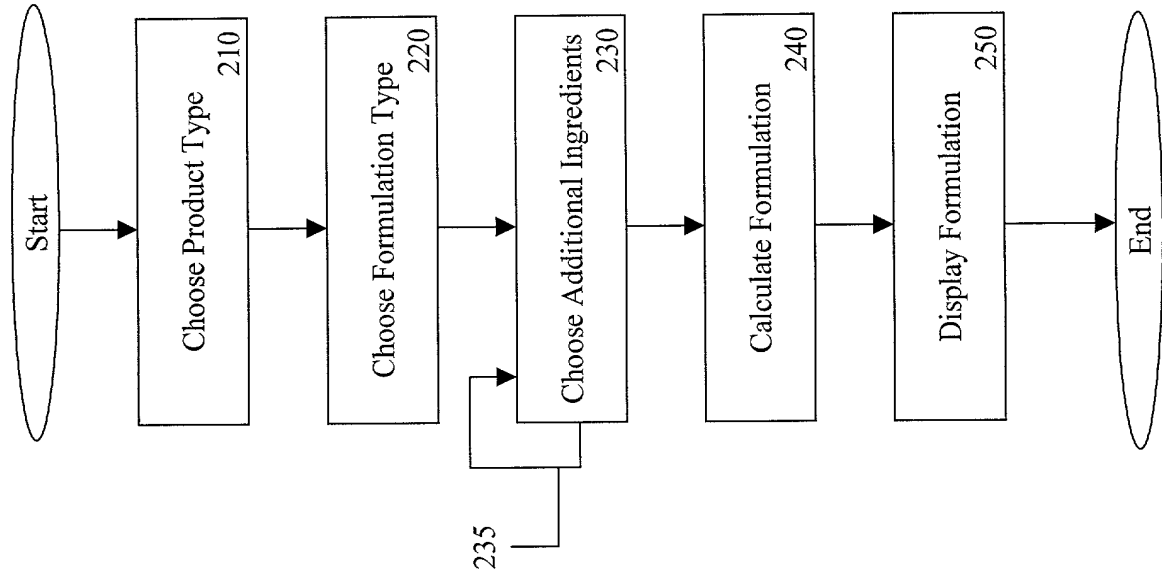 Start
Choose Product Type
210
Choose Formulation Type
220
Choose Additional Ingredients
230
235
Calculate Formulation
240
Display Formulation
250
End